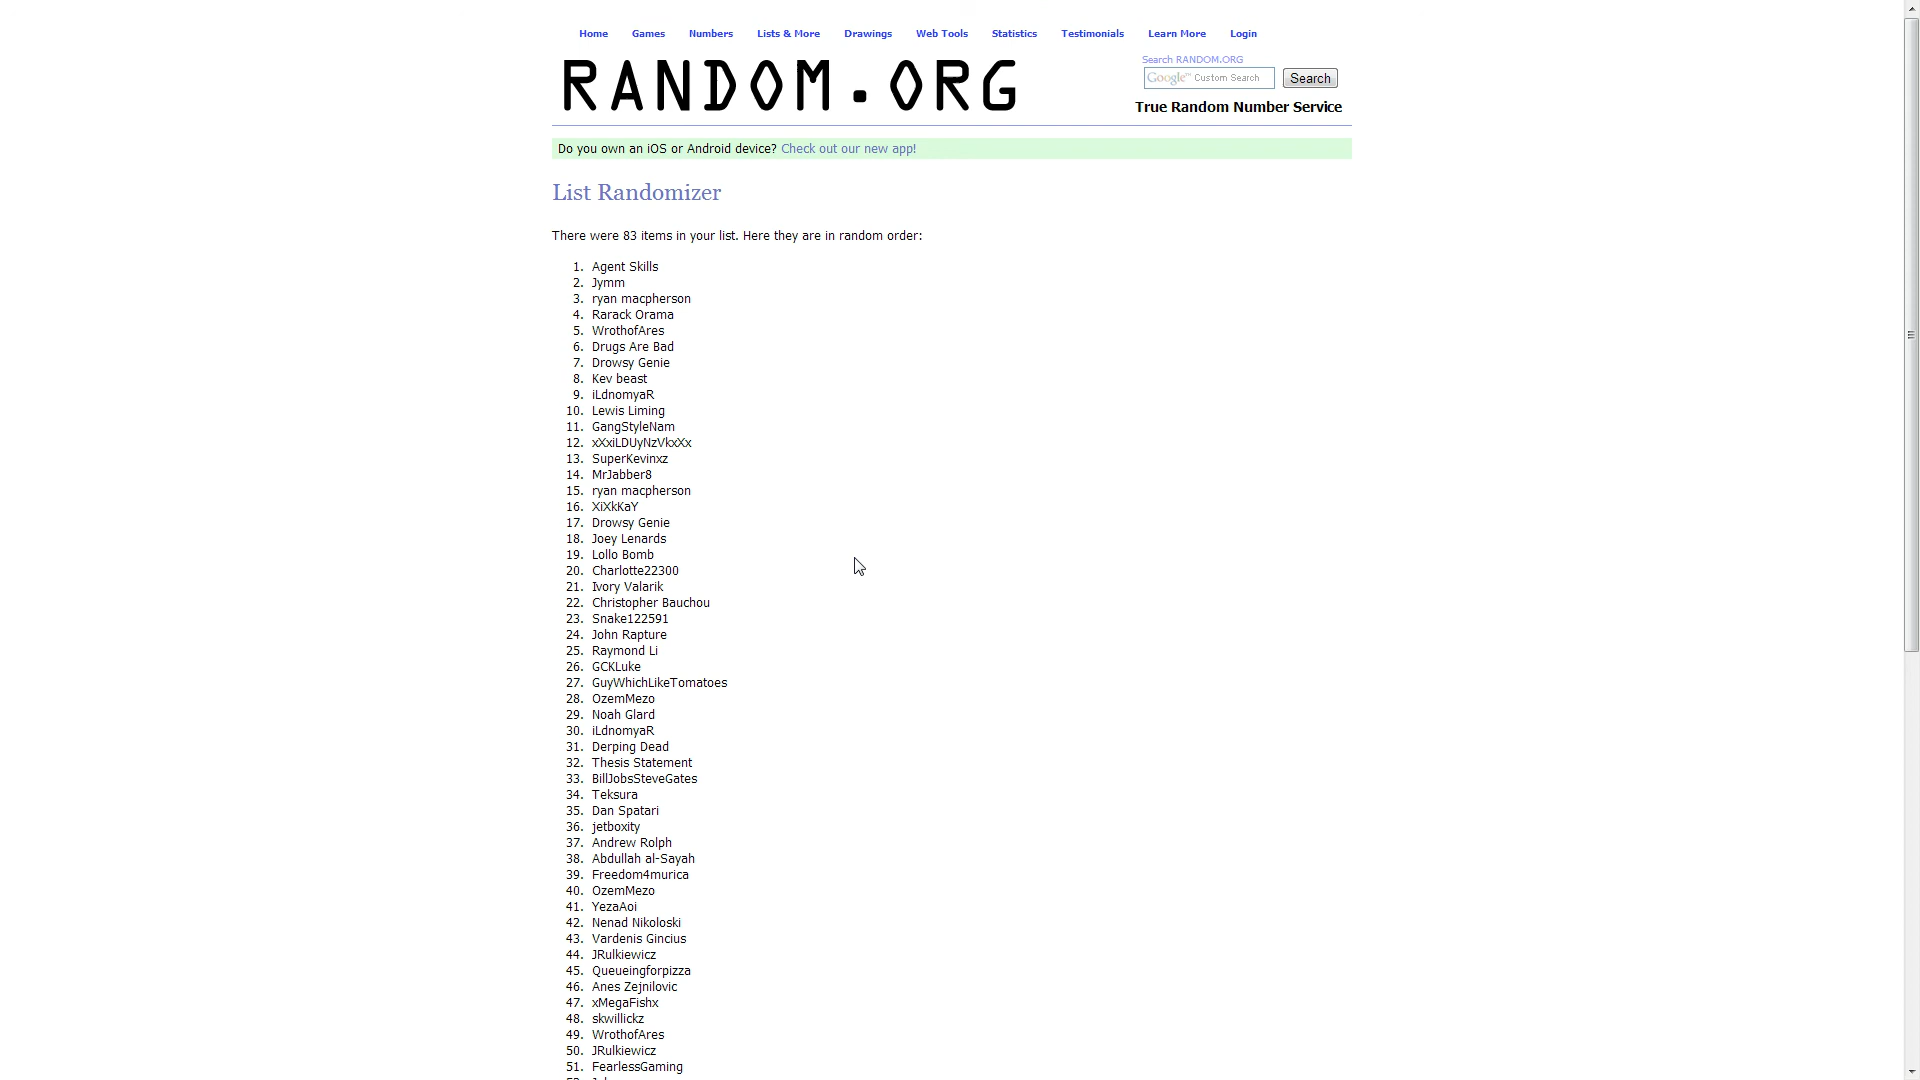 Home Games Numbers Lists & More Drawings Web Tools Statistics Testimonials Learn More Login
RANDOM.ORG
Search RANDOM.ORG
Google™ Custom Search Search
True Random Number Service
Do you own an iOS or Android device? Check out our new app!
List Randomizer
There were 83 items in your list. Here they are in random order:
1. Agent Skills
2. Jymm
3. ryan macpherson
4. Rarack Orama
5. WrothofAres
6. Drugs Are Bad
7. Drowsy Genie
8. Kev beast
9. iLdnomyaR
10. Lewis Liming
11. GangStyleNam
12. xXxiLDUyNzVkxXx
13. SuperKevinxz
14. MrJabber8
15. ryan macpherson
16. XiXkKaY
17. Drowsy Genie
18. Joey Lenards
19. Lollo Bomb
20. Charlotte22300
21. Ivory Valarik
22. Christopher Bauchou
23. Snake122591
24. John Rapture
25. Raymond Li
26. GCKLuke
27. GuyWhichLikeTomatoes
28. OzemMezo
29. Noah Glard
30. iLdnomyaR
31. Derping Dead
32. Thesis Statement
33. BillJobsSteveGates
34. Teksura
35. Dan Spatari
36. jetboxity
37. Andrew Rolph
38. Abdullah al-Sayah
39. Freedom4murica
40. OzemMezo
41. YezaAoi
42. Nenad Nikoloski
43. Vardenis Gincius
44. JRulkiewicz
45. Queueingforpizza
46. Anes Zejnilovic
47. xMegaFishx
48. skwillickz
49. WrothofAres
50. JRulkiewicz
51. FearlessGaming